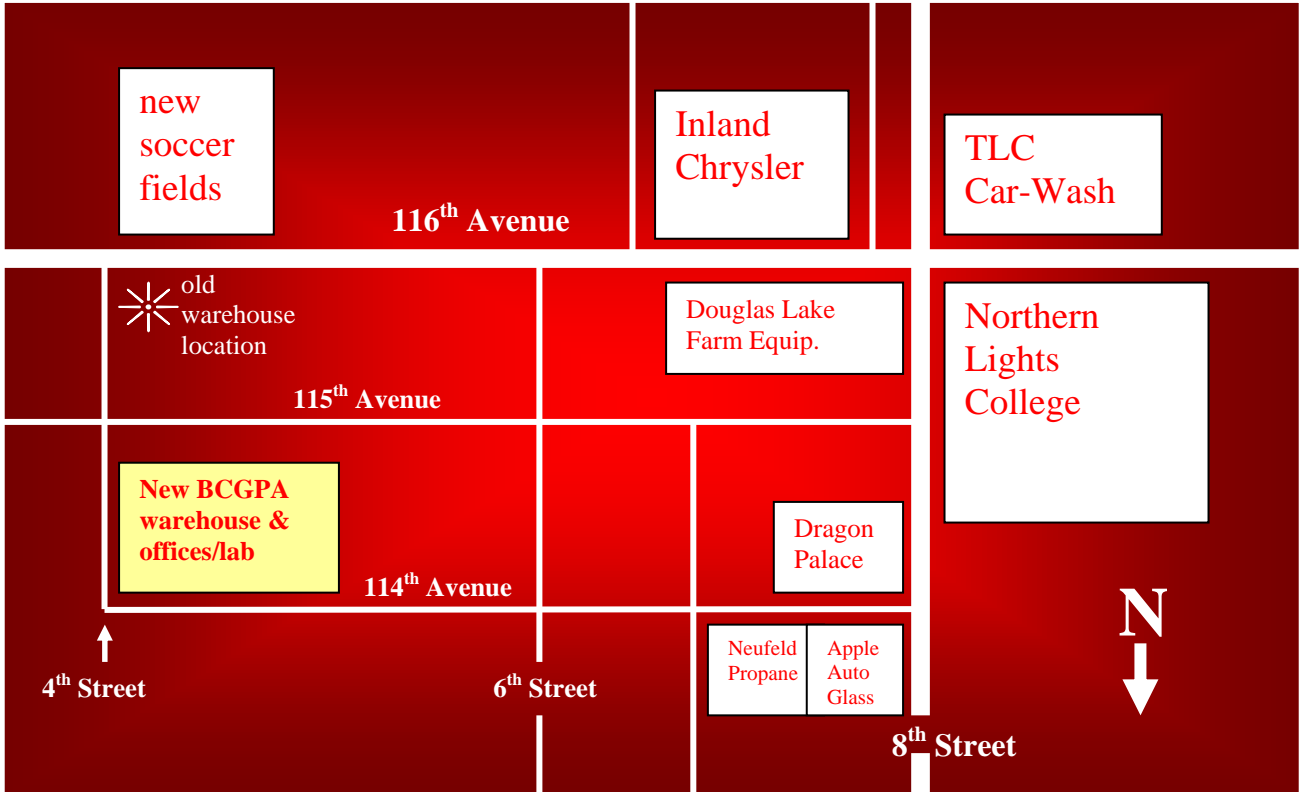 new
soccer
fields
Inland
Chrysler
TLC
Car-Wash
116th Avenue
old
warehouse
location
Douglas Lake
Farm Equip.
Northern
Lights
College
115th Avenue
New BCGPA
warehouse &
offices/lab
Dragon
Palace
114th Avenue
N
Neufeld
Propane
Apple
Auto
Glass
4th Street
6th Street
8th Street